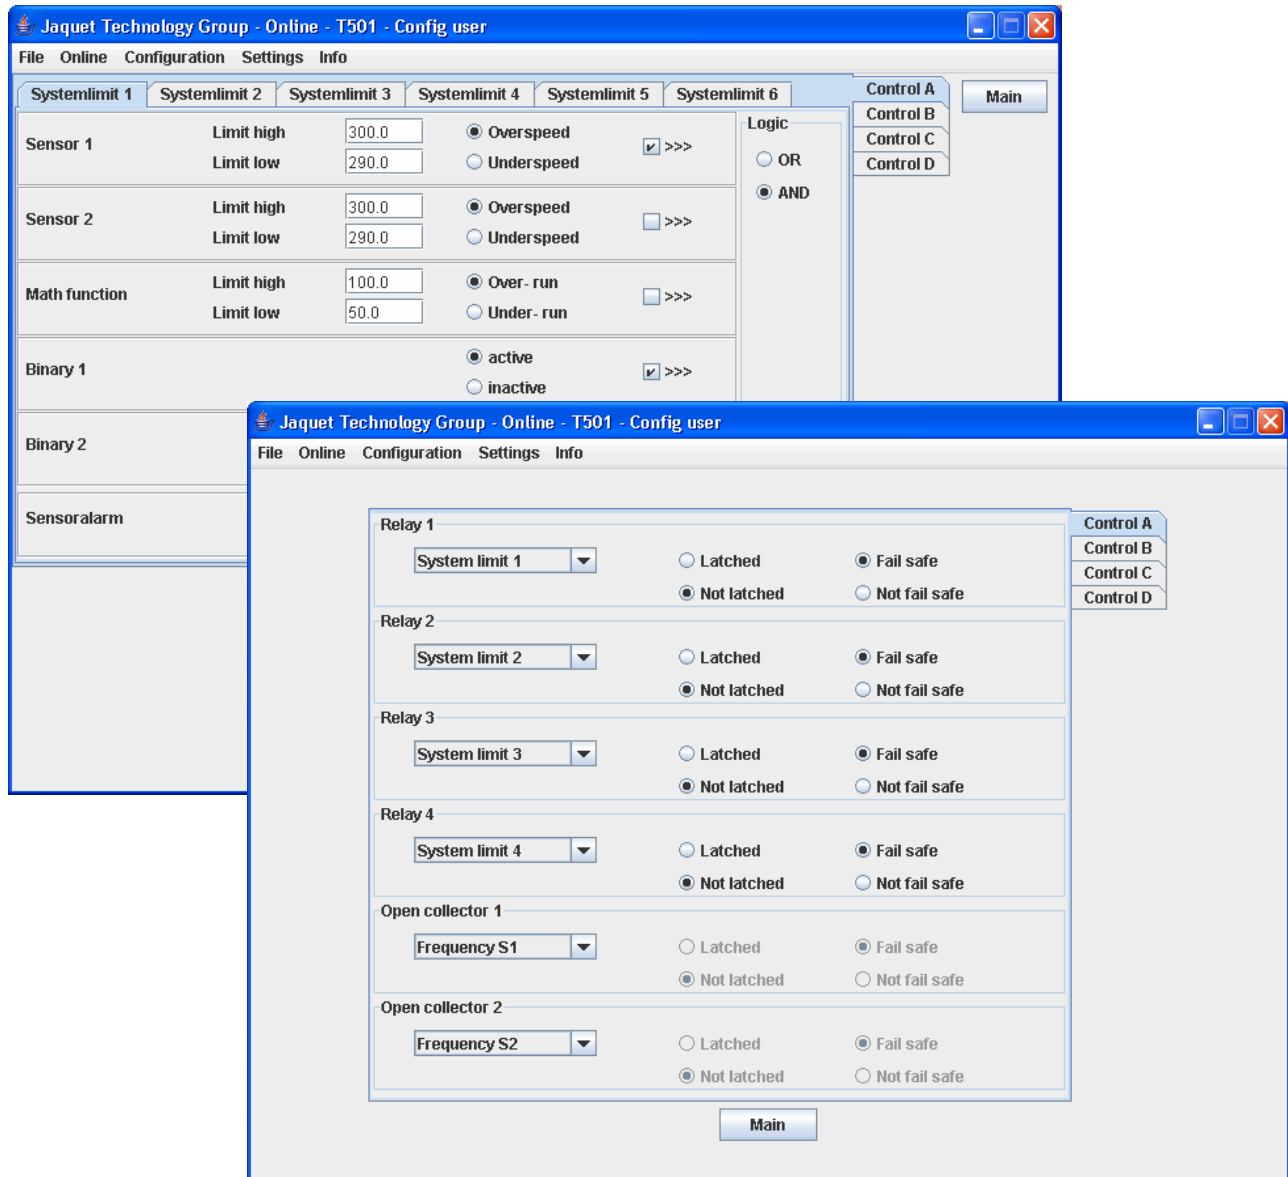 Jaquet Technology Group - Online - T501 - Config user
File Online Configuration Settings Info
Systemlimit 1 Systemlimit 2 Systemlimit 3 Systemlimit 4 Systemlimit 5 Systemlimit 6
Control A
Control B
Control C
Control D
Main
Sensor 1
Limit high 300.0 Overspeed
Limit low 290.0 Underspeed
>>>
Sensor 2
Limit high 300.0 Overspeed
Limit low 290.0 Underspeed
>>>
Math function
Limit high 100.0 Over- run
Limit low 50.0 Under- run
>>>
Binary 1
active
inactive
>>>
Binary 2
Sensoralarm
Logic
OR
AND
Jaquet Technology Group - Online - T501 - Config user
File Online Configuration Settings Info
Relay 1
System limit 1 Latched Fail safe
Not latched Not fail safe
Relay 2
System limit 2 Latched Fail safe
Not latched Not fail safe
Relay 3
System limit 3 Latched Fail safe
Not latched Not fail safe
Relay 4
System limit 4 Latched Fail safe
Not latched Not fail safe
Open collector 1
Frequency S1 Latched Fail safe
Not latched Not fail safe
Open collector 2
Frequency S2 Latched Fail safe
Not latched Not fail safe
Control A
Control B
Control C
Control D
Main